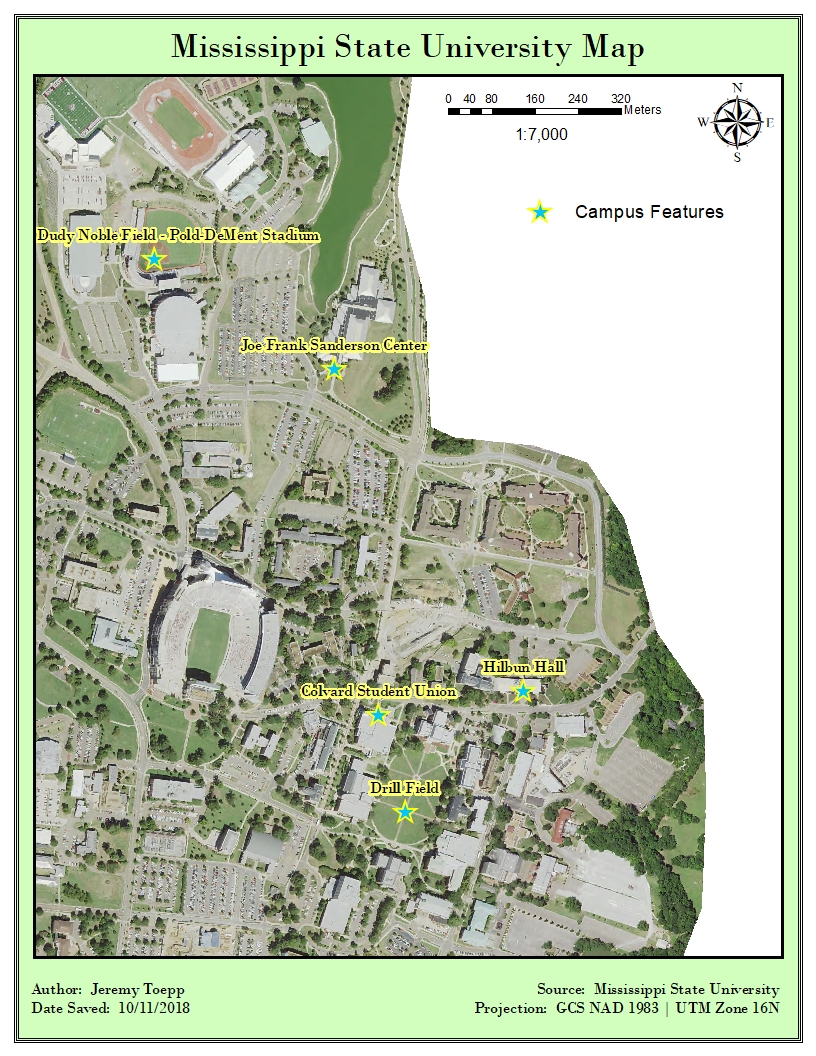 Mississippi State University Map
0 40 80 160 240 320
Meters
1:7,000
N
W E
S
Campus Features
Dudy Noble Field - Pold-DeMent Stadium
Joe Frank Sanderson Center
Hilbun Hall
Colvard Student Union
Drill Field
Author: Jeremy Toepp
Date Saved: 10/11/2018
Source: Mississippi State University
Projection: GCS NAD 1983 | UTM Zone 16N